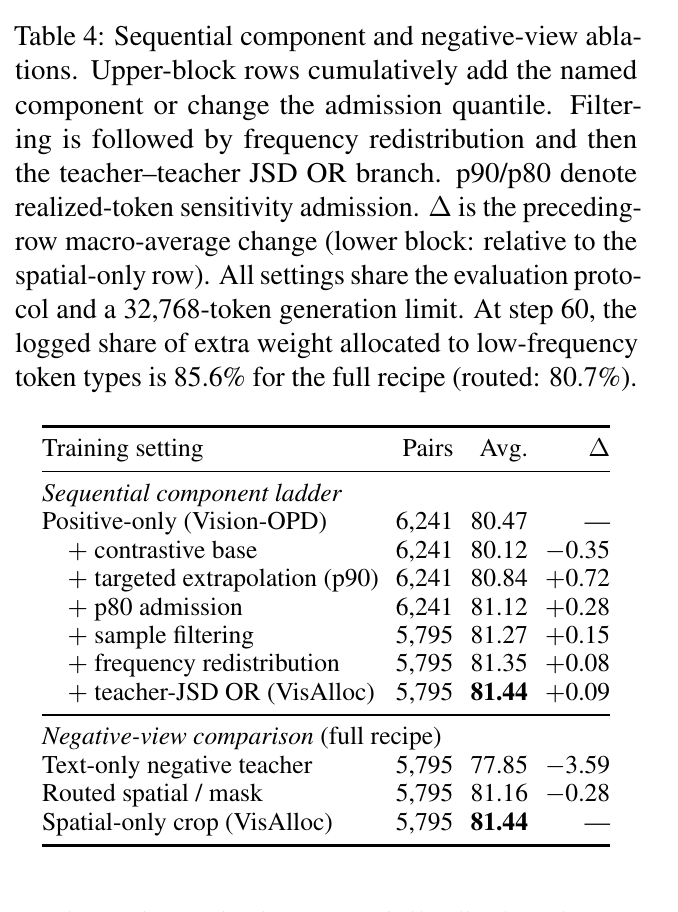 Table 4: Sequential component and negative-view abla-
tions. Upper-block rows cumulatively add the named
component or change the admission quantile. Filter-
ing is followed by frequency redistribution and then
the teacher–teacher JSD OR branch. p90/p80 denote
realized-token sensitivity admission. Δ is the preceding-
row macro-average change (lower block: relative to the
spatial-only row). All settings share the evaluation proto-
col and a 32,768-token generation limit. At step 60, the
logged share of extra weight allocated to low-frequency
token types is 85.6% for the full recipe (routed: 80.7%).
Training setting Pairs Avg. Δ
Sequential component ladder
Positive-only (Vision-OPD) 6,241 80.47 —
+ contrastive base 6,241 80.12 −0.35
+ targeted extrapolation (p90) 6,241 80.84 +0.72
+ p80 admission 6,241 81.12 +0.28
+ sample filtering 5,795 81.27 +0.15
+ frequency redistribution 5,795 81.35 +0.08
+ teacher-JSD OR (VisAlloc) 5,795 81.44 +0.09
Negative-view comparison (full recipe)
Text-only negative teacher 5,795 77.85 −3.59
Routed spatial / mask 5,795 81.16 −0.28
Spatial-only crop (VisAlloc) 5,795 81.44 —